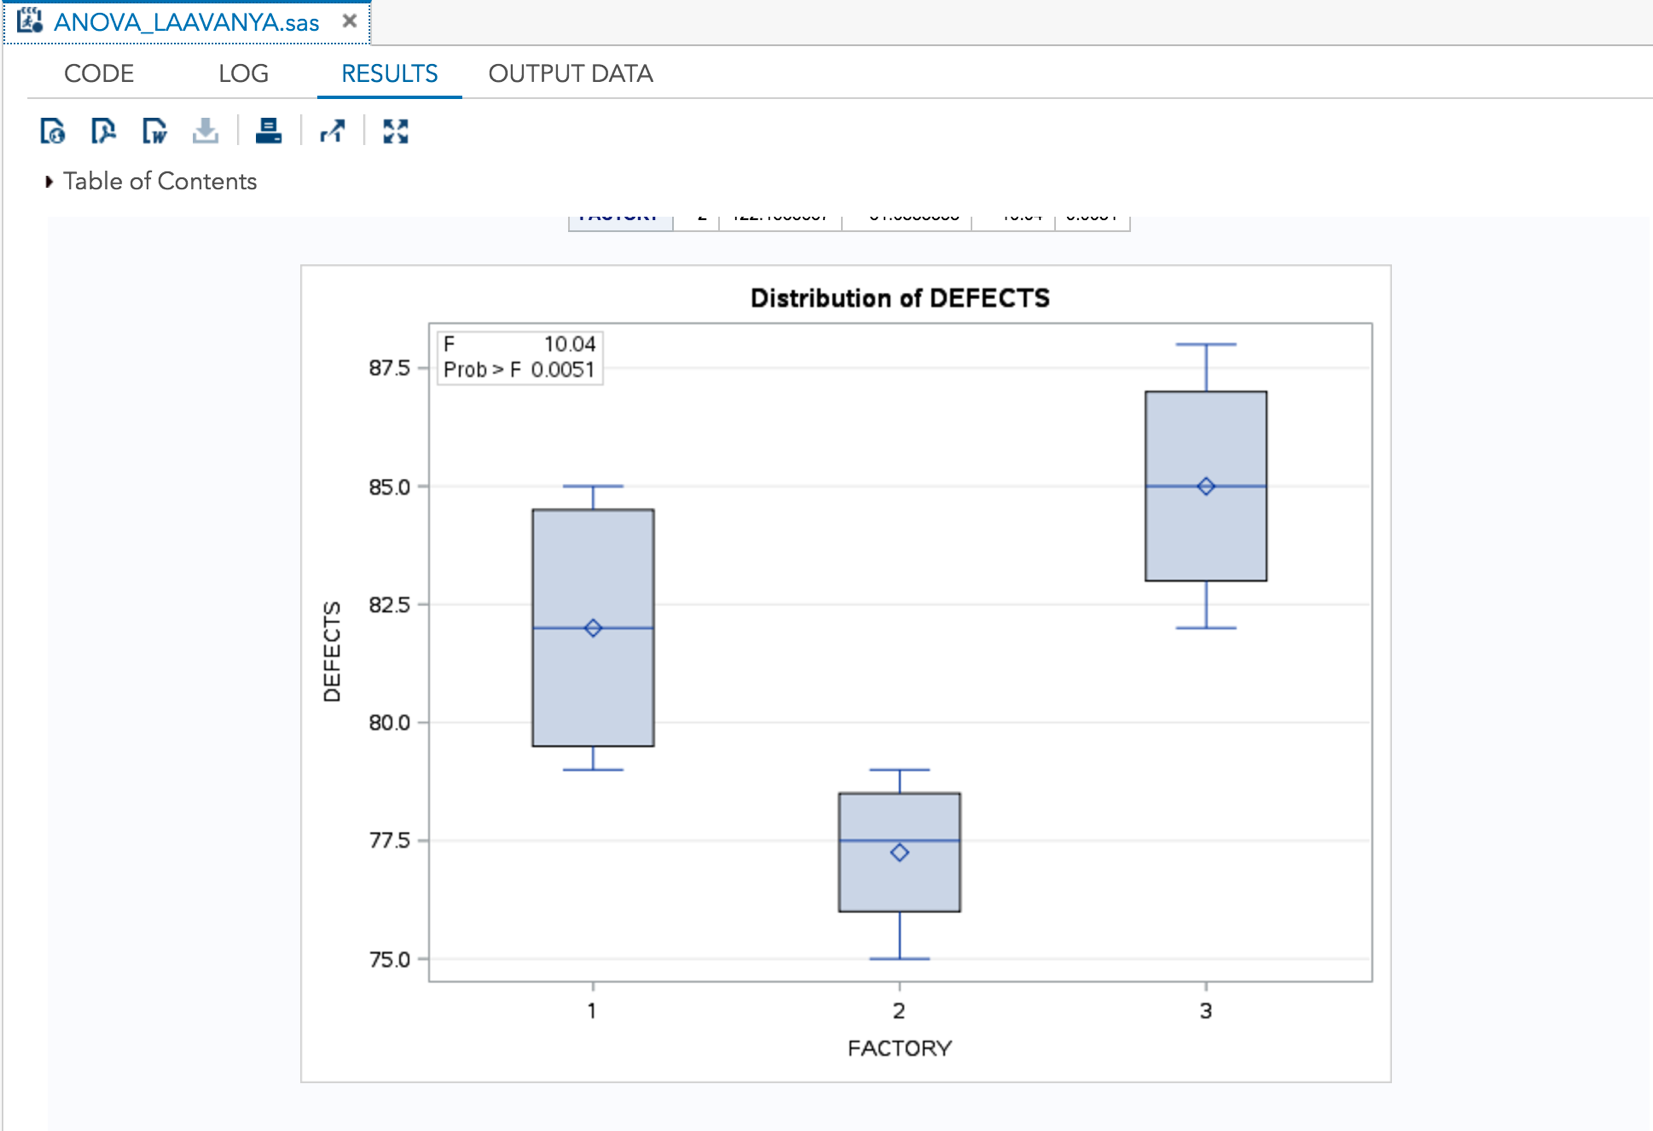 ANOVA_LAAVANYA.sas
CODE LOG RESULTS OUTPUT DATA
Table of Contents
Distribution of DEFECTS
F 10.04
Prob > F 0.0051
87.5
85.0
82.5
80.0
77.5
75.0
DEFECTS
1 2 3
FACTORY